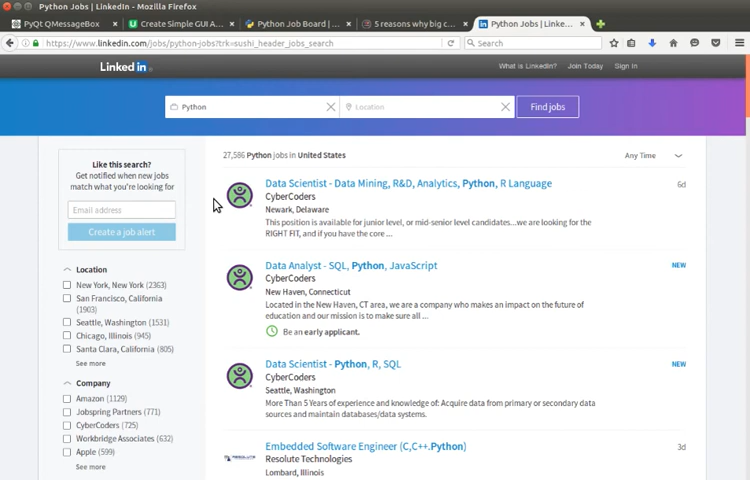 Python Jobs | LinkedIn - Mozilla Firefox
PyQt QMessageBox
Create Simple GUI A...
Python Job Board | ...
5 reasons why big c...
Python Jobs | Linke...
https://www.linkedin.com/jobs/python-jobs?trk=sushi_header_jobs_search
Search
Linked in
What is LinkedIn?
Join Today
Sign In
Python
Location
Find jobs
Like this search?
Get notified when new jobs
match what you're looking for
Email address
Create a job alert
Location
New York, New York (2363)
San Francisco, California
(1903)
Seattle, Washington (1531)
Chicago, Illinois (945)
Santa Clara, California (805)
See more
Company
Amazon (1129)
Jobspring Partners (771)
CyberCoders (725)
Workbridge Associates (632)
Apple (599)
See more
27,586 Python jobs in United States
Any Time
Data Scientist - Data Mining, R&D, Analytics, Python, R Language
6d
CyberCoders
Newark, Delaware
This position is available for junior level, or mid-senior level candidates...we are looking for the
RIGHT FIT, and if you have the core ...
Data Analyst - SQL, Python, JavaScript
NEW
CyberCoders
New Haven, Connecticut
Located in the New Haven, CT area, we are a company who makes an impact on the future of
education and our mission is to make sure all ...
Be an early applicant.
Data Scientist - Python, R, SQL
NEW
CyberCoders
Seattle, Washington
More Than 5 Years of experience and knowledge of: Acquire data from primary or secondary data
sources and maintain databases/data systems.
Embedded Software Engineer (C,C++.Python)
3d
RESOLUTE
Resolute Technologies
Lombard, Illinois